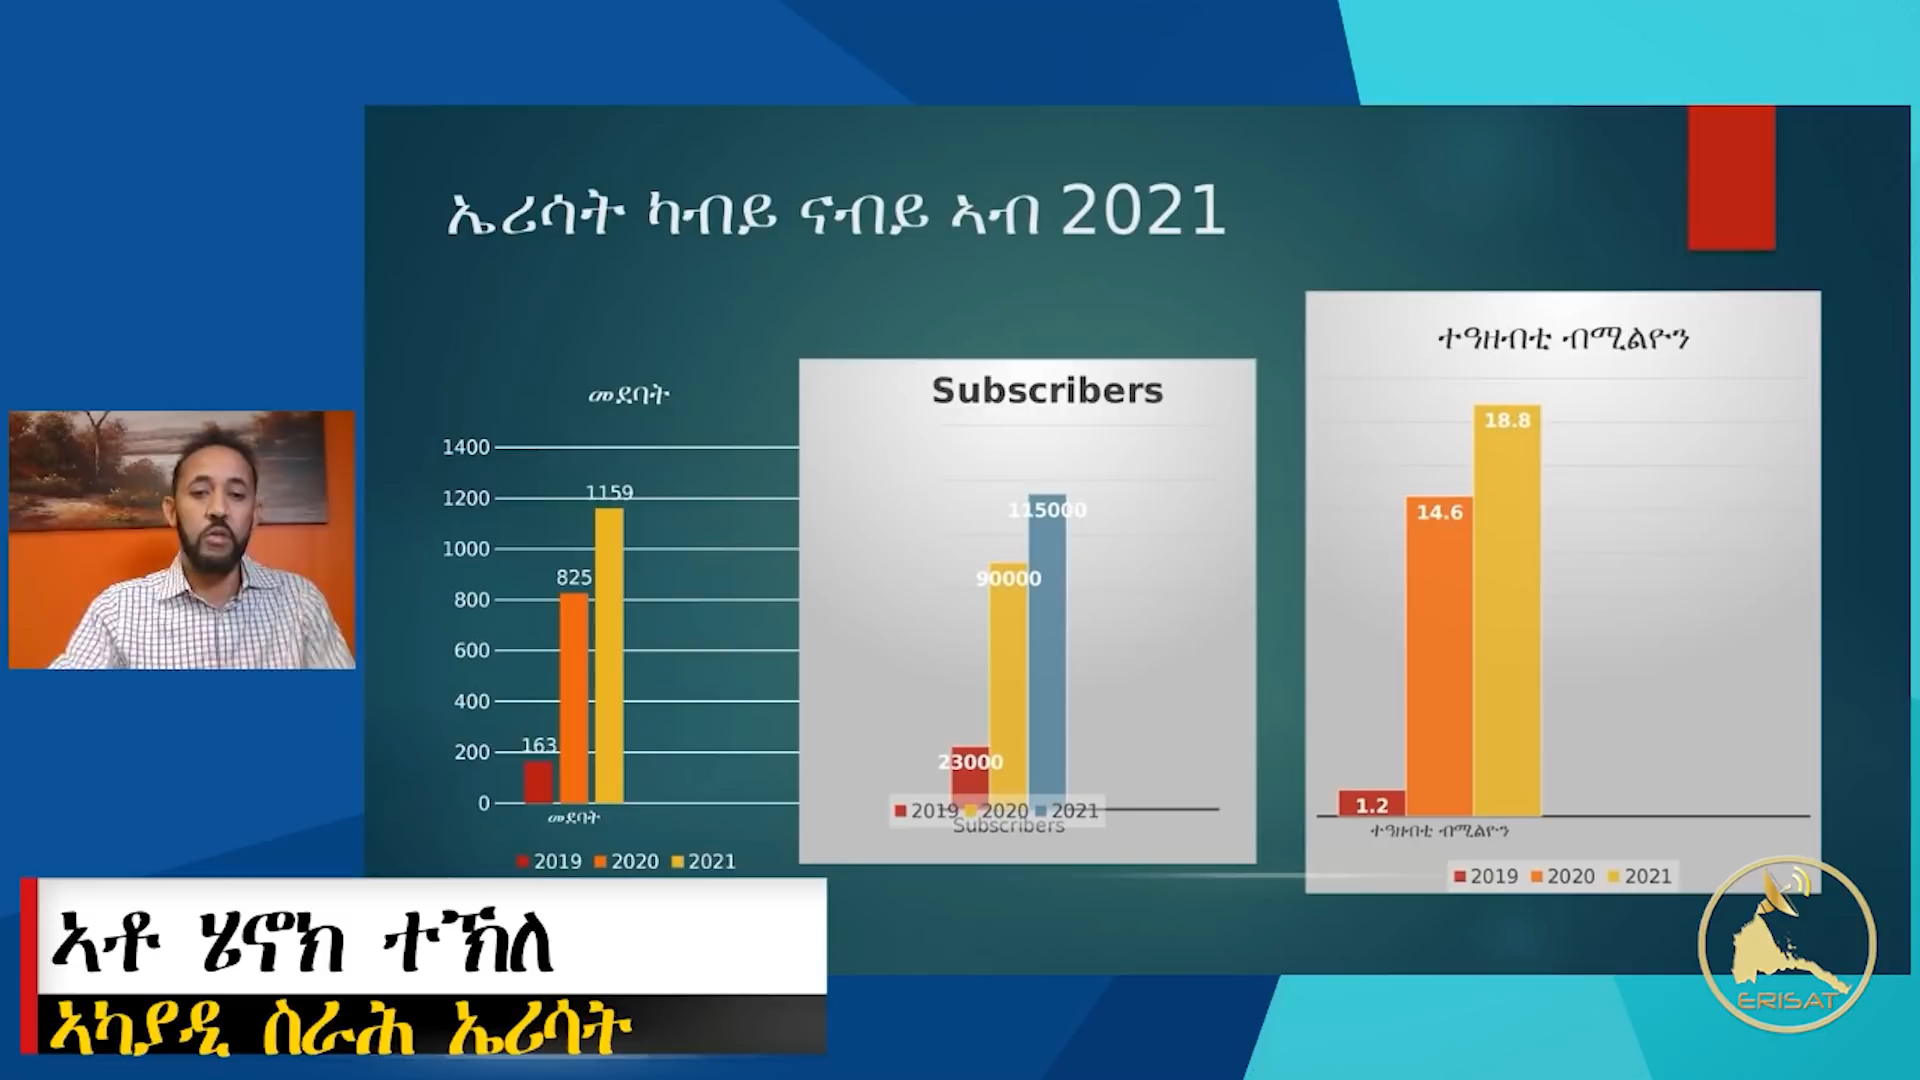 ኤሪሳት ካብይ ናብይ ኣብ 2021
መደባት
1400
1200
1000
800
600
400
200
0
163
825
1159
መደባት
2019 2020 2021
Subscribers
23000
90000
115000
2019 2020 2021
Subscribers
ተዓዘብቲ ብሚልዮን
1.2
14.6
18.8
ተዓዘብቲ ብሚልዮን
2019 2020 2021
ኣቶ ሄኖክ ተኽለ
ኣካያዲ ስራሕ ኤሪሳት
ERISAT